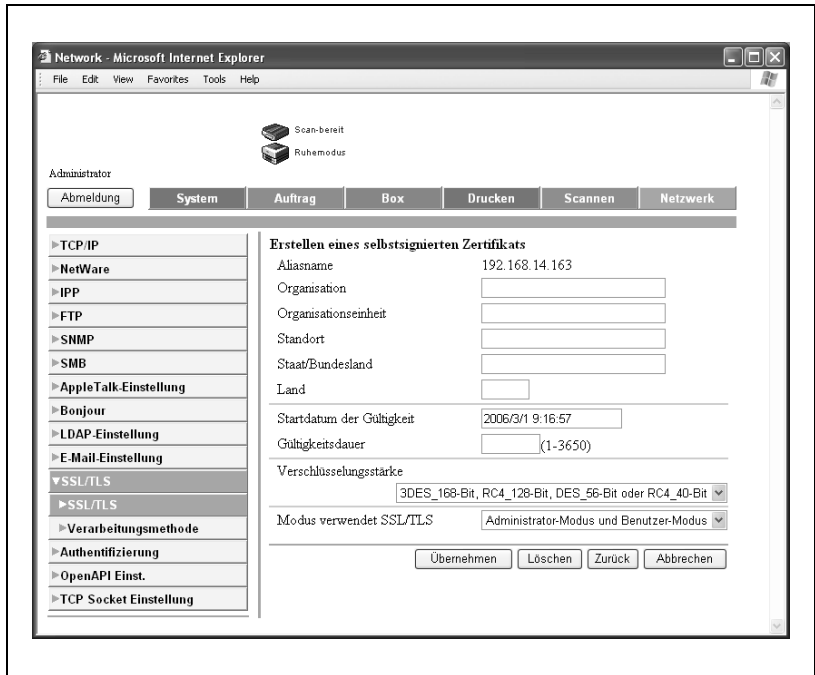 Network - Microsoft Internet Explorer
File Edit View Favorites Tools Help
Scan-bereit
Ruhemodus
Administrator
Abmeldung System Auftrag Box Drucken Scannen Netzwerk
TCP/IP
NetWare
IPP
FTP
SNMP
SMB
AppleTalk-Einstellung
Bonjour
LDAP-Einstellung
E-Mail-Einstellung
SSL/TLS
SSL/TLS
Verarbeitungsmethode
Authentifizierung
OpenAPI Einst.
TCP Socket Einstellung
Erstellen eines selbstsignierten Zertifikats
Aliasname 192.168.14.163
Organisation
Organisationseinheit
Standort
Staat/Bundesland
Land
Startdatum der Gültigkeit 2006/3/1 9:16:57
Gültigkeitsdauer (1-3650)
Verschlüsselungsstärke
3DES_168-Bit, RC4_128-Bit, DES_56-Bit oder RC4_40-Bit
Modus verwendet SSL/TLS Administrator-Modus und Benutzer-Modus
Übernehmen Löschen Zurück Abbrechen